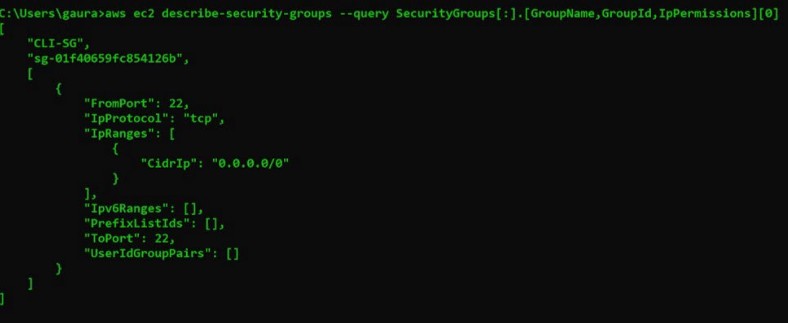 C:\Users\gaura>aws ec2 describe-security-groups --query SecurityGroups[:].[GroupName,GroupId,IpPermissions][0]
[
    "CLI-SG",
    "sg-01f40659fc854126b",
    [
        {
            "FromPort": 22,
            "IpProtocol": "tcp",
            "IpRanges": [
                {
                    "CidrIp": "0.0.0.0/0"
                }
            ],
            "Ipv6Ranges": [],
            "PrefixListIds": [],
            "ToPort": 22,
            "UserIdGroupPairs": []
        }
    ]
]